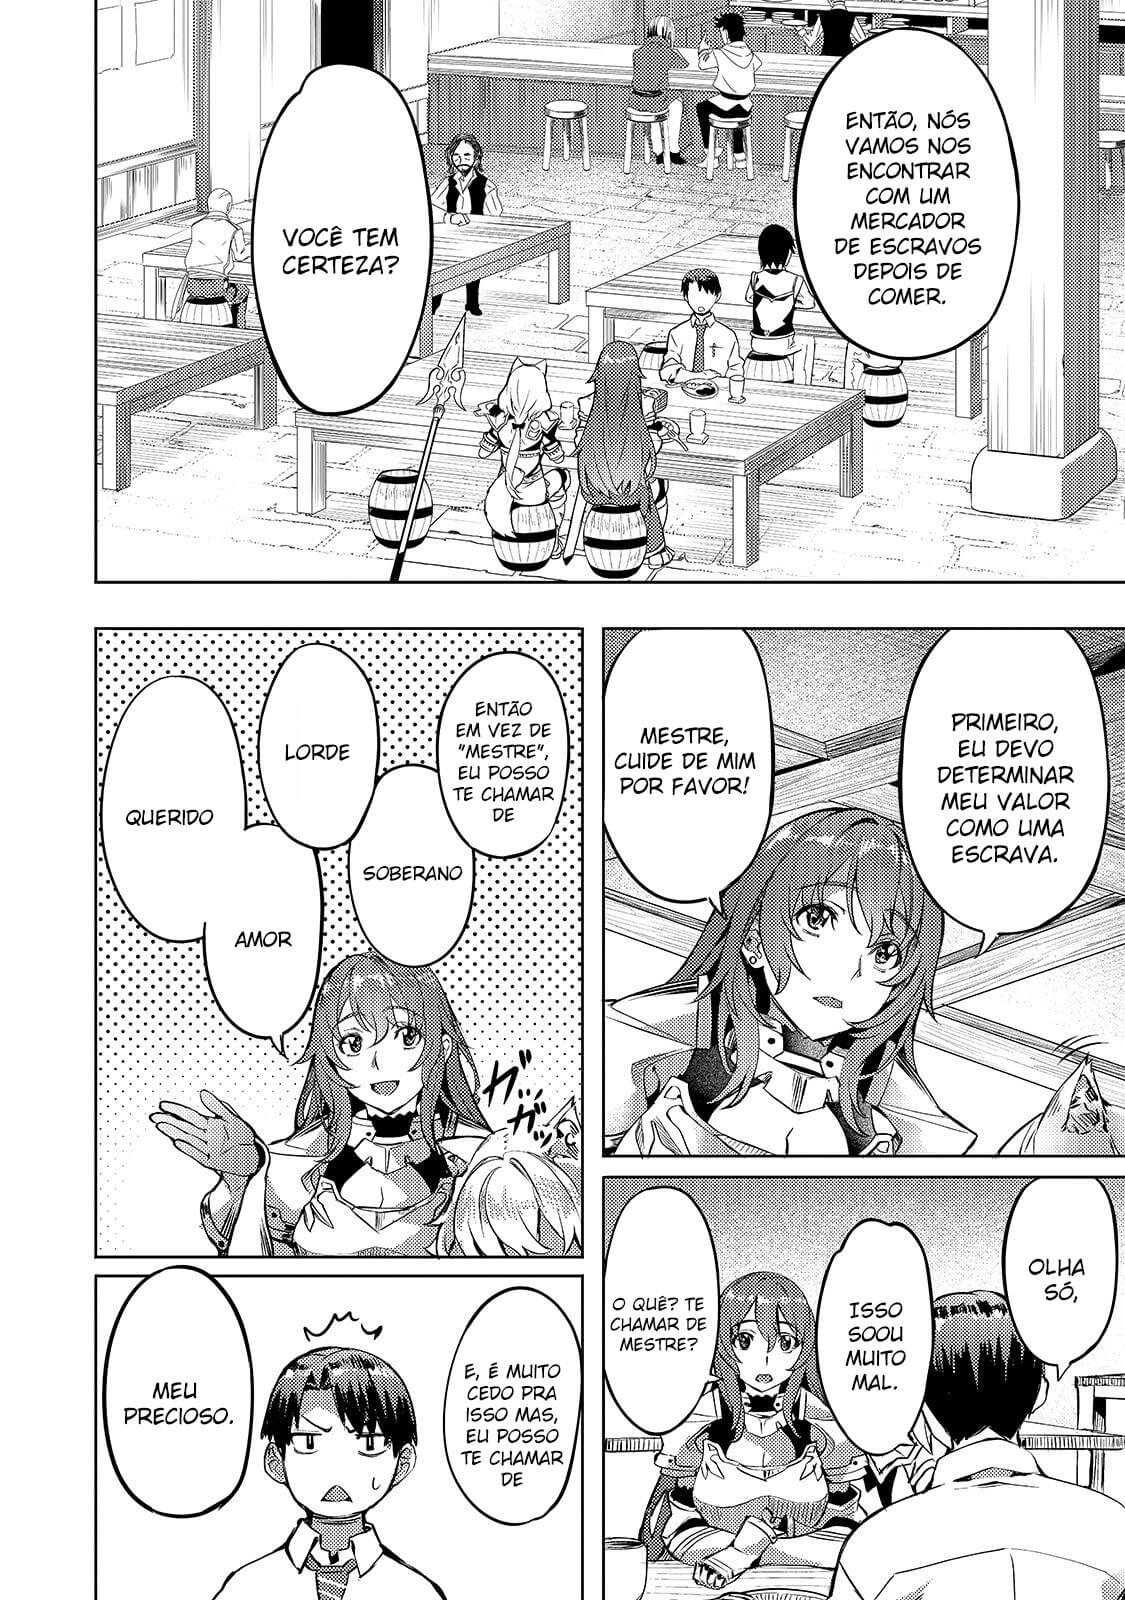 ENTÃO, NÓS
VAMOS NOS
ENCONTRAR
COM UM
MERCADOR
DE ESCRAVOS
DEPOIS DE
COMER.
VOCÊ TEM
CERTEZA?
PRIMEIRO,
EU DEVO
DETERMINAR
MEU VALOR
COMO UMA
ESCRAVA.
MESTRE,
CUIDE DE MIM
POR FAVOR!
OLHA
SÓ,
ISSO
SOOU
MUITO
MAL.
O QUÊ? TE
CHAMAR DE
MESTRE?
ENTÃO
EM VEZ DE
"MESTRE",
EU POSSO
TE CHAMAR
DE
SOBERANO
LORDE
QUERIDO
AMOR
ガガッ
E, É MUITO
CEDO PRA
ISSO MAS,
EU POSSO
TE CHAMAR
DE
MEU
PRECIOSO.